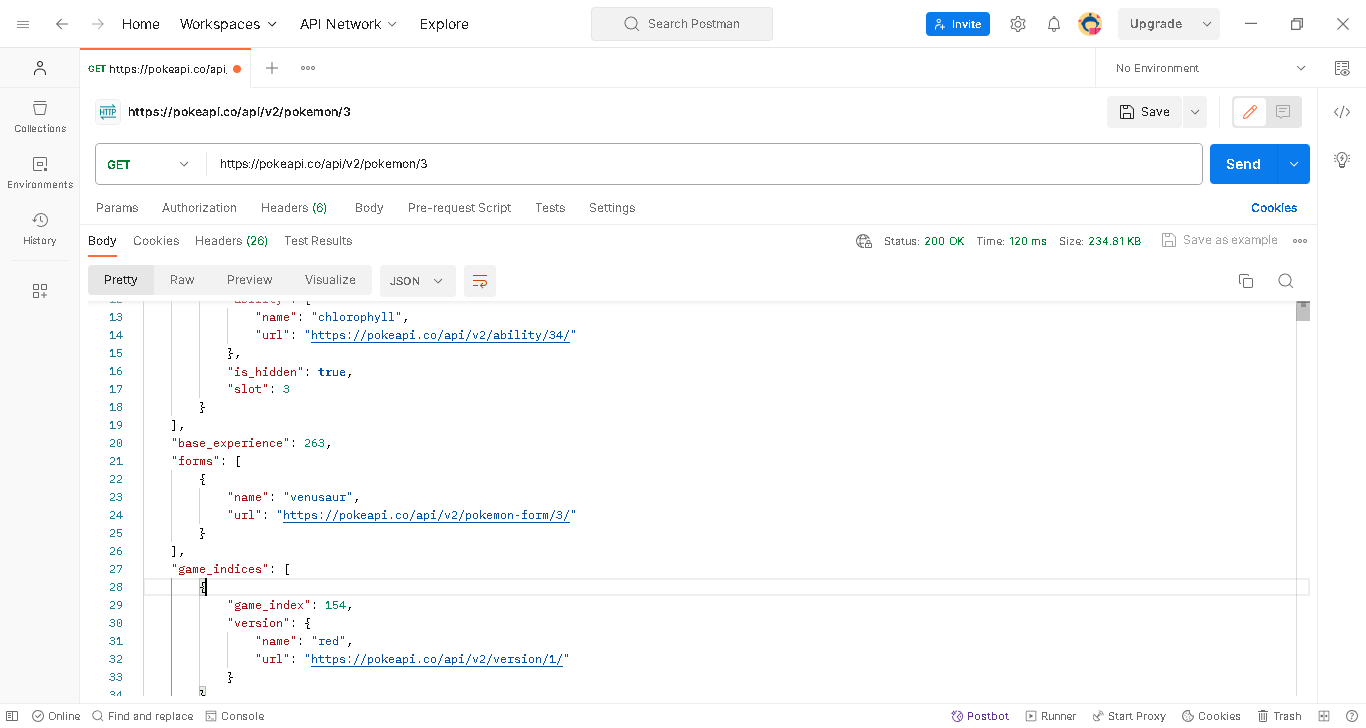 Home Workspaces API Network Explore Search Postman Invite Upgrade
GET https://pokeapi.co/api, No Environment
HTTP https://pokeapi.co/api/v2/pokemon/3 Save
Collections
GET https://pokeapi.co/api/v2/pokemon/3 Send
Environments
Params Authorization Headers (6) Body Pre-request Script Tests Settings Cookies
History
Body Cookies Headers (26) Test Results Status: 200 OK Time: 120 ms Size: 234.81 KB Save as example
Pretty Raw Preview Visualize JSON
12 "ability": {
13 "name": "chlorophyll",
14 "url": "https://pokeapi.co/api/v2/ability/34/"
15 },
16 "is_hidden": true,
17 "slot": 3
18 }
19 ],
20 "base_experience": 263,
21 "forms": [
22 {
23 "name": "venusaur",
24 "url": "https://pokeapi.co/api/v2/pokemon-form/3/"
25 }
26 ],
27 "game_indices": [
28 {
29 "game_index": 154,
30 "version": {
31 "name": "red",
32 "url": "https://pokeapi.co/api/v2/version/1/"
33 }
34 }
Online Find and replace Console Postbot Runner Start Proxy Cookies Trash